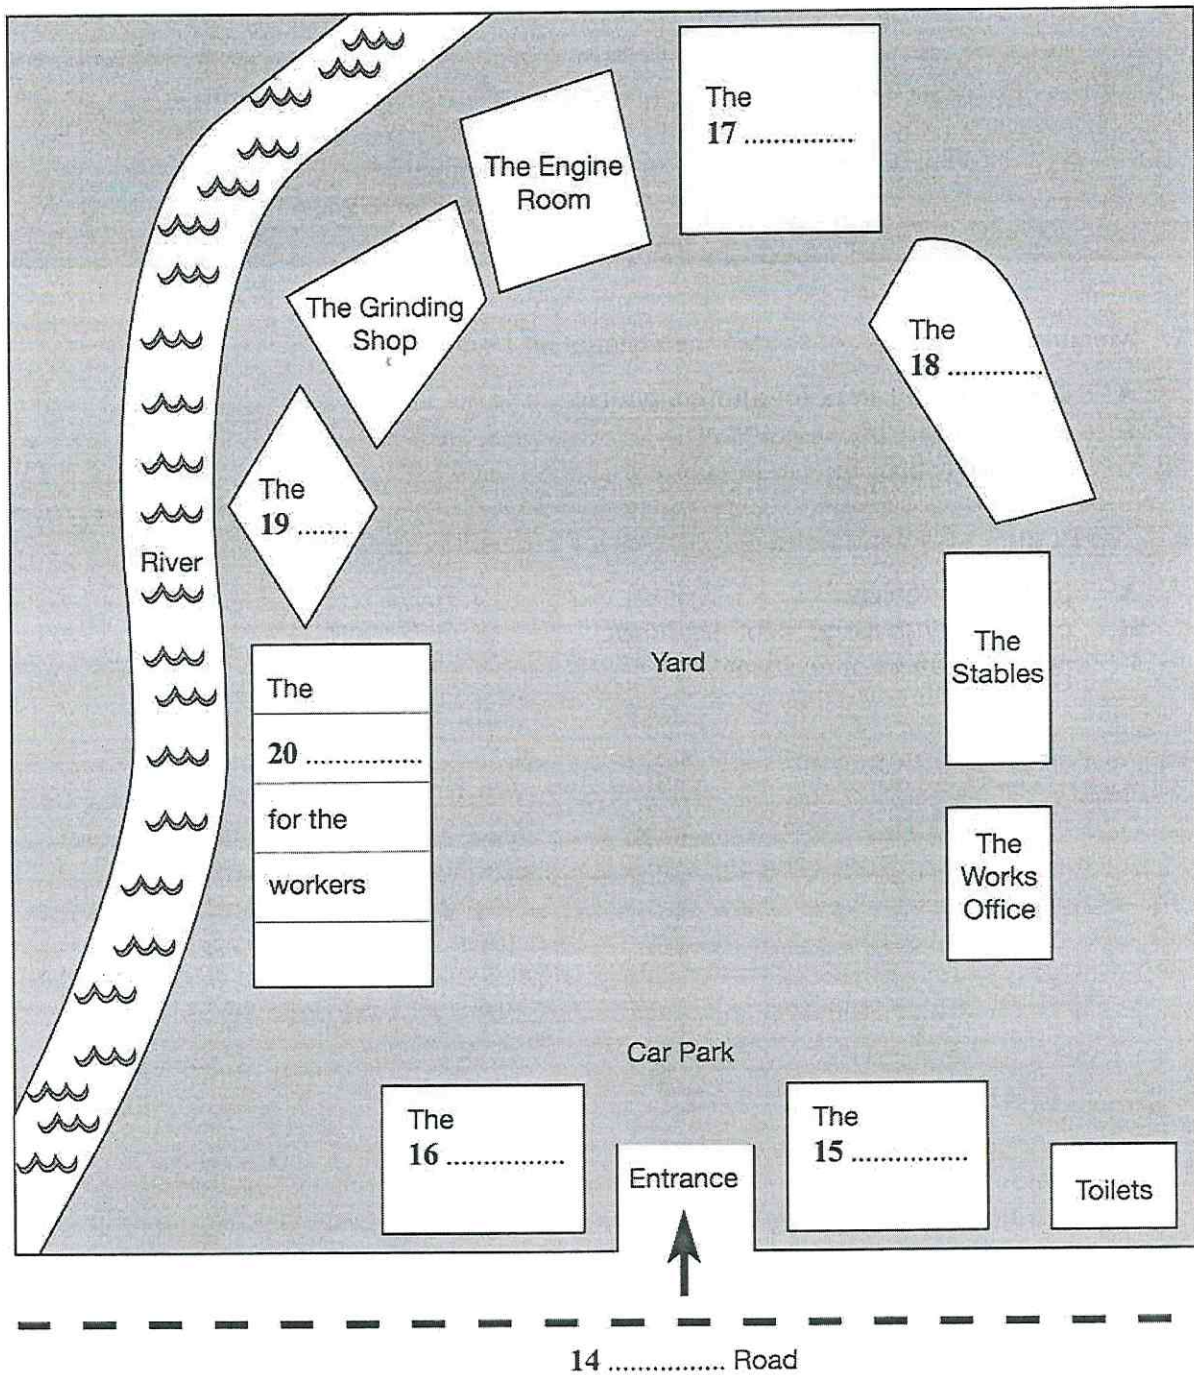 The
17 ...............
The Engine
Room
The Grinding
Shop
The
18 ...............
The
19 .......
River
The
20 ................
for the
workers
Yard
The
Stables
The
Works
Office
Car Park
The
16 ...................
Entrance
The
15 ...............
Toilets
14 ............... Road